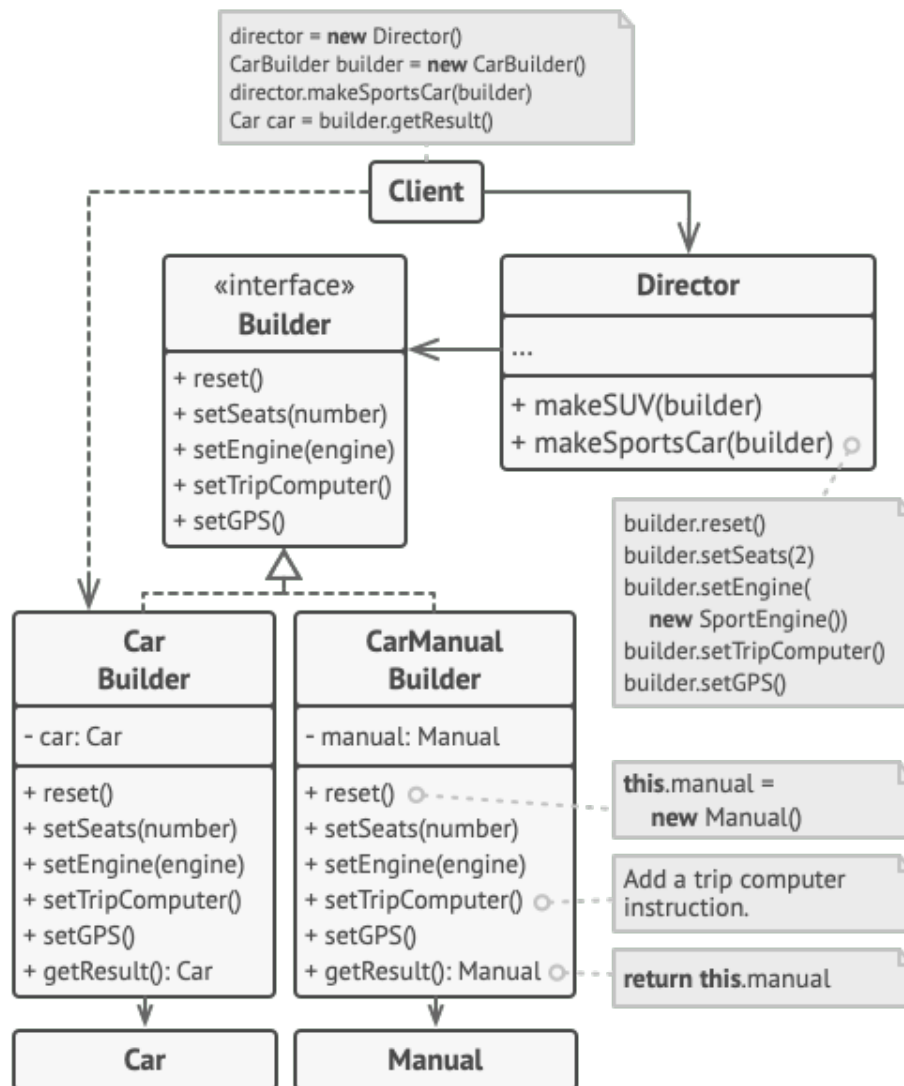 director = new Director()
CarBuilder builder = new CarBuilder()
director.makeSportsCar(builder)
Car car = builder.getResult()
Client
«interface»
Builder
+ reset()
+ setSeats(number)
+ setEngine(engine)
+ setTripComputer()
+ setGPS()
Director
...
+ makeSUV(builder)
+ makeSportsCar(builder)
builder.reset()
builder.setSeats(2)
builder.setEngine(
new SportEngine())
builder.setTripComputer()
builder.setGPS()
Car
Builder
- car: Car
+ reset()
+ setSeats(number)
+ setEngine(engine)
+ setTripComputer()
+ setGPS()
+ getResult(): Car
CarManual
Builder
- manual: Manual
+ reset()
+ setSeats(number)
+ setEngine(engine)
+ setTripComputer()
+ setGPS()
+ getResult(): Manual
this.manual =
new Manual()
Add a trip computer
instruction.
return this.manual
Car
Manual